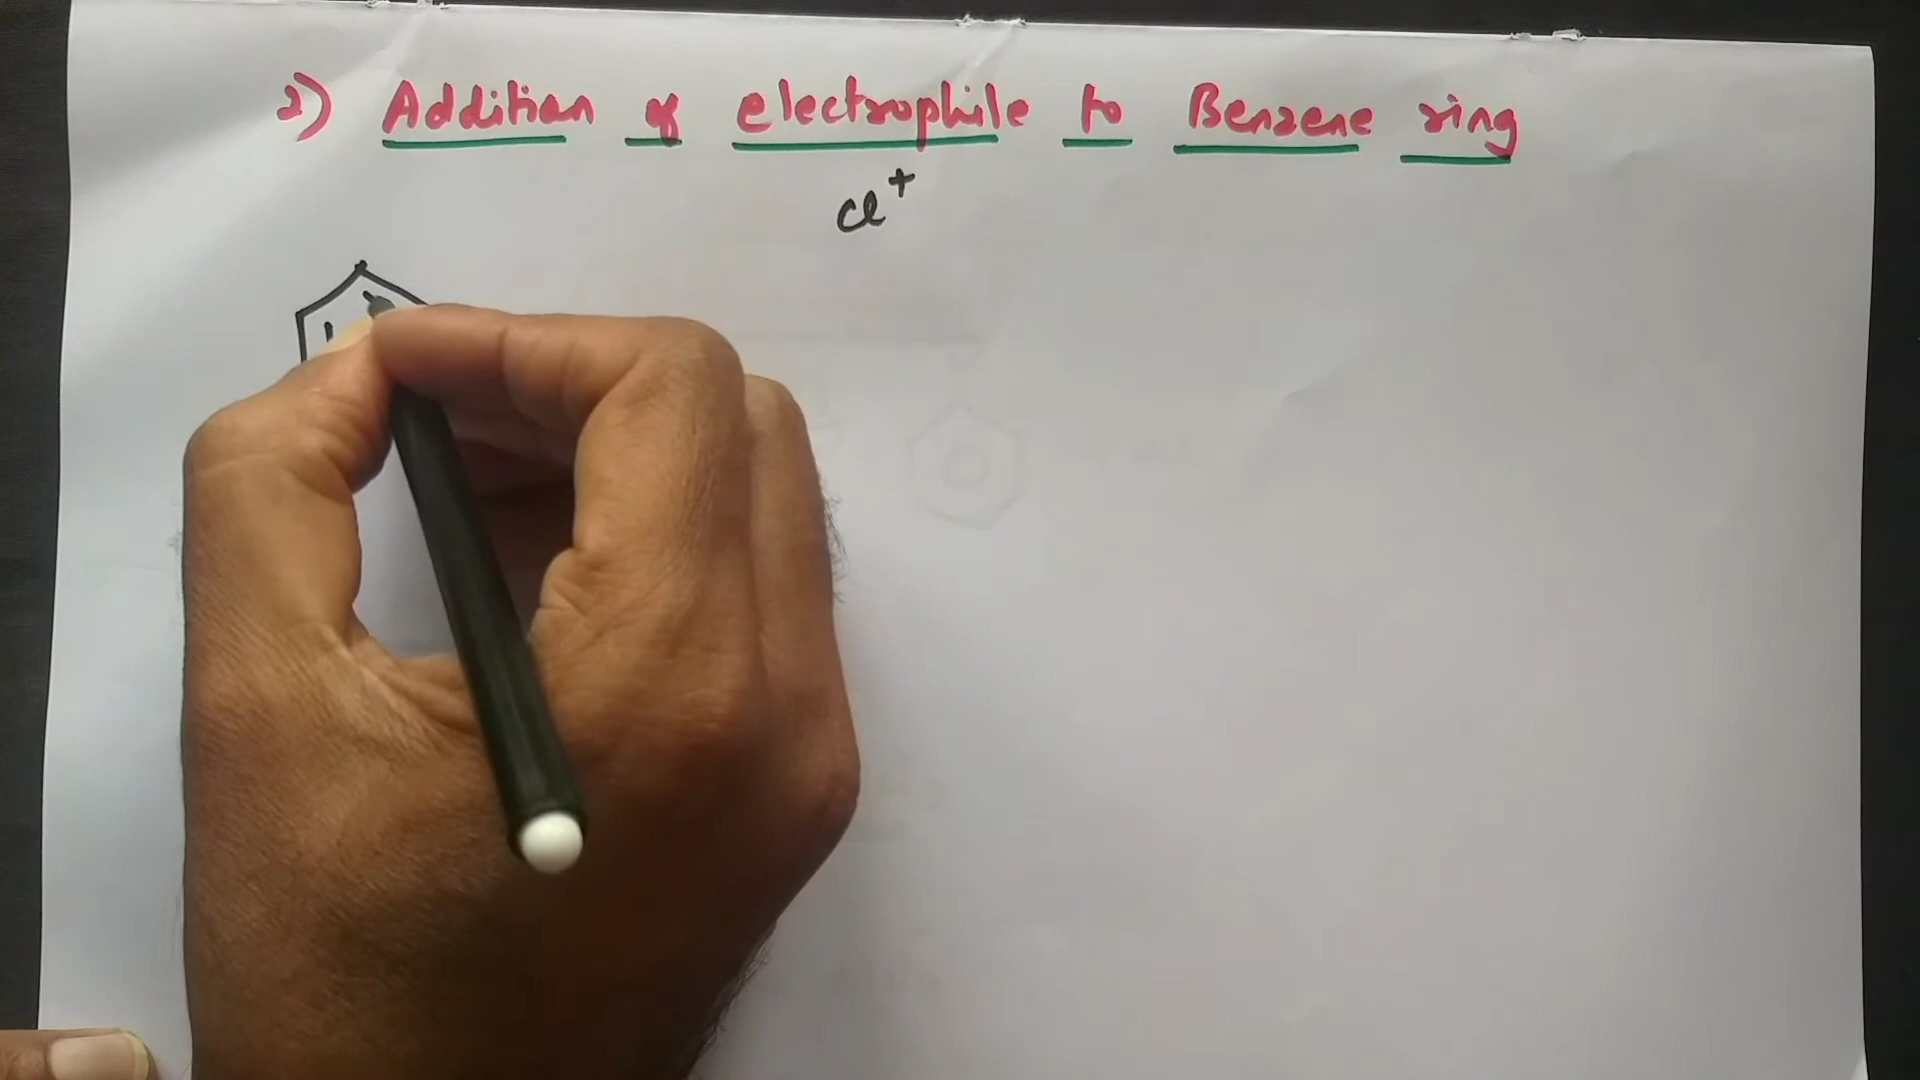 2) Addition of electrophile to Benzene ring
Cl+